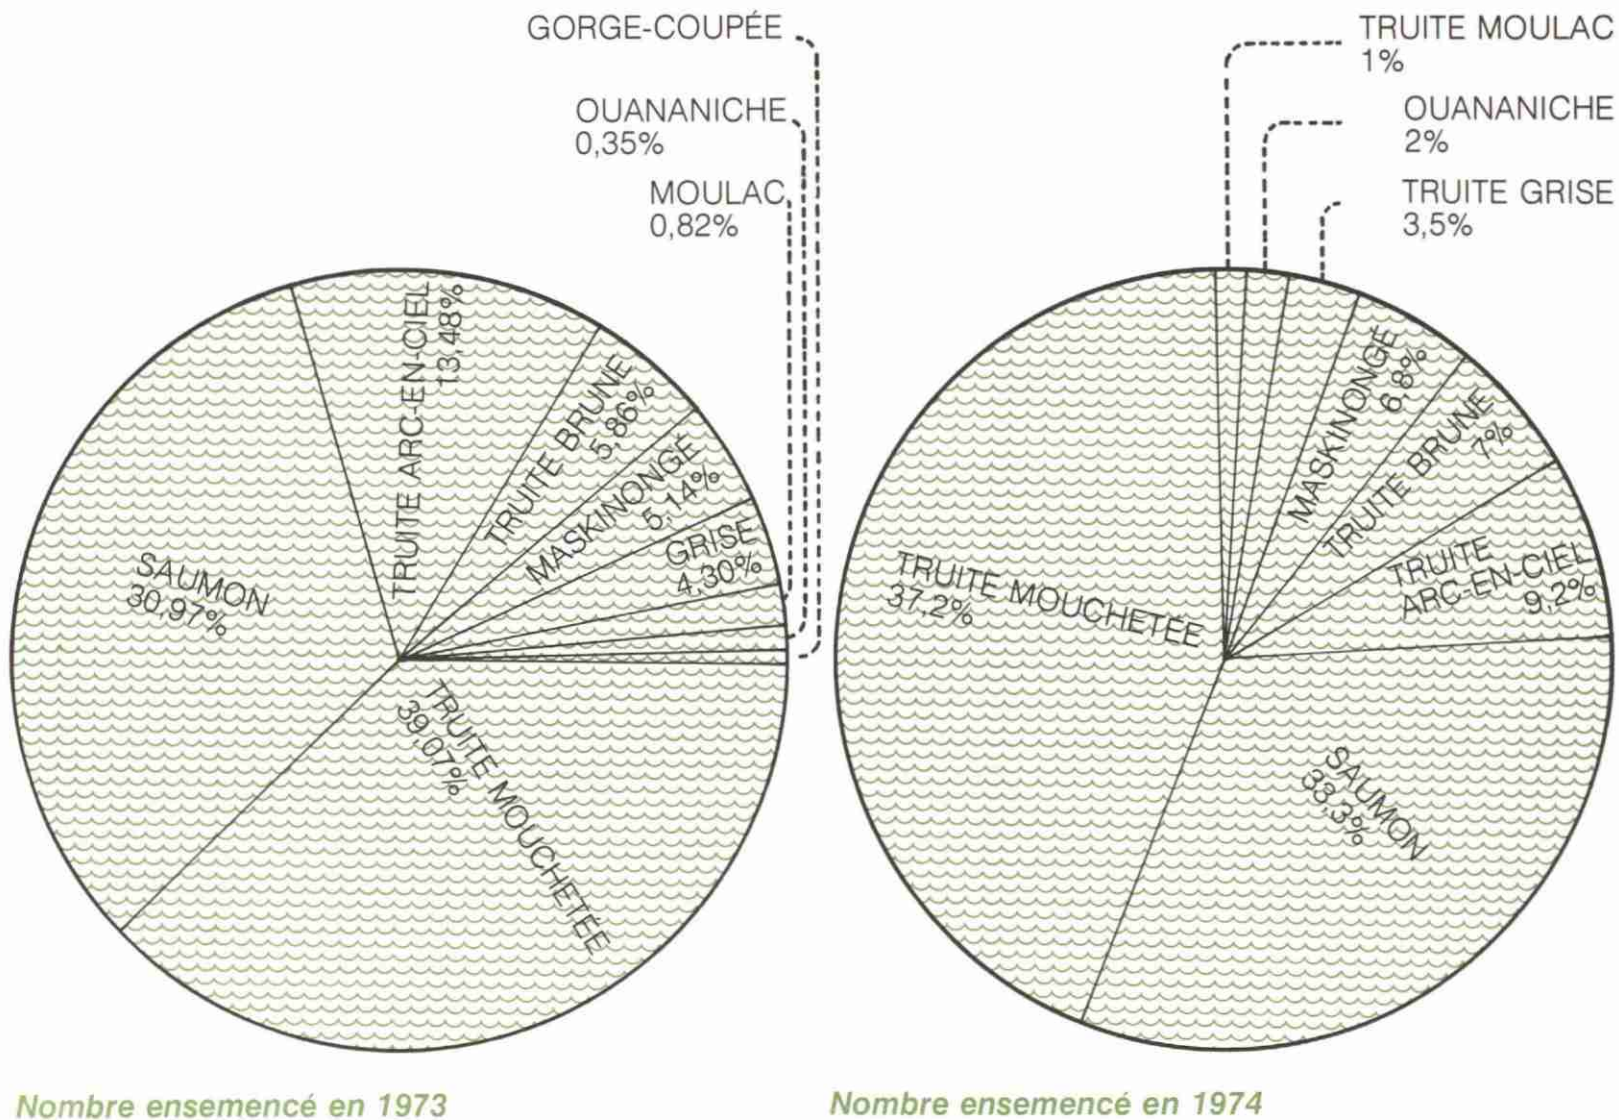 GORGE-COUPÉE
OUANANICHE
0,35%
MOULAC
0,82%
TRUITE ARC-EN-CIEL
13,48%
TRUITE BRUNE
5,86%
MASKINONGÉ
5,14%
GRISE
4,30%
SAUMON
30,97%
TRUITE MOUCHETÉE
39,07%
Nombre ensemencé en 1973
TRUITE MOULAC
1%
OUANANICHE
2%
TRUITE GRISE
3,5%
MASKINONGÉ
6,8%
TRUITE BRUNE
7%
TRUITE
ARC-EN-CIEL
9,2%
TRUITE MOUCHETÉE
37,2%
SAUMON
33,3%
Nombre ensemencé en 1974